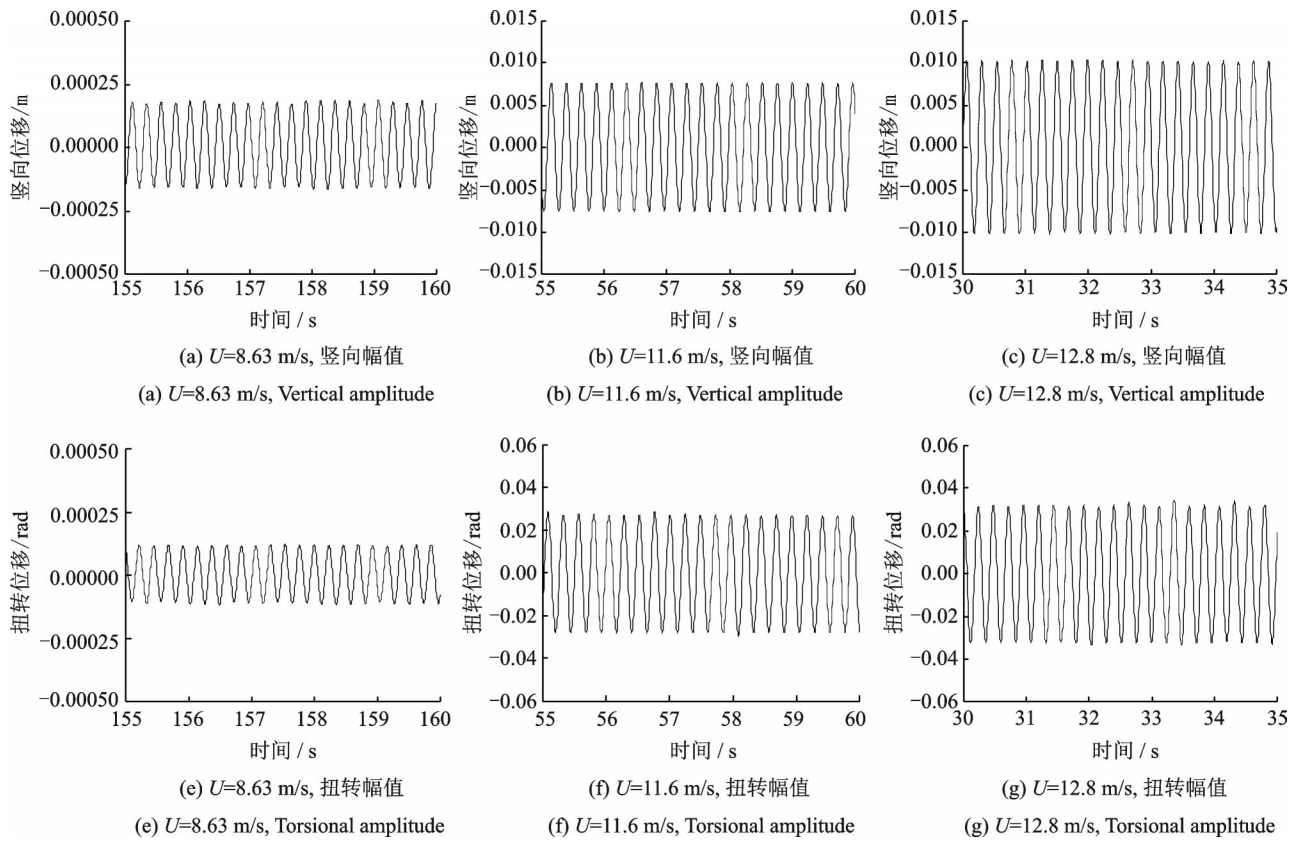 0.00050
0.00025
0.00000
−0.00025
−0.00050
竖向位移/m
155 156 157 158 159 160
时间 / s
(a) U=8.63 m/s, 竖向幅值
(a) U=8.63 m/s, Vertical amplitude
0.015
0.010
0.005
0.000
−0.005
−0.010
−0.015
竖向位移/m
55 56 57 58 59 60
时间 / s
(b) U=11.6 m/s, 竖向幅值
(b) U=11.6 m/s, Vertical amplitude
0.015
0.010
0.005
0.000
−0.005
−0.010
−0.015
竖向位移/m
30 31 32 33 34 35
时间 / s
(c) U=12.8 m/s, 竖向幅值
(c) U=12.8 m/s, Vertical amplitude
0.00050
0.00025
0.00000
−0.00025
−0.00050
扭转位移/rad
155 156 157 158 159 160
时间 / s
(e) U=8.63 m/s, 扭转幅值
(e) U=8.63 m/s, Torsional amplitude
0.06
0.04
0.02
0.00
−0.02
−0.04
−0.06
扭转位移/rad
55 56 57 58 59 60
时间 / s
(f) U=11.6 m/s, 扭转幅值
(f) U=11.6 m/s, Torsional amplitude
0.06
0.04
0.02
0.00
−0.02
−0.04
−0.06
扭转位移/rad
30 31 32 33 34 35
时间 / s
(g) U=12.8 m/s, 扭转幅值
(g) U=12.8 m/s, Torsional amplitude